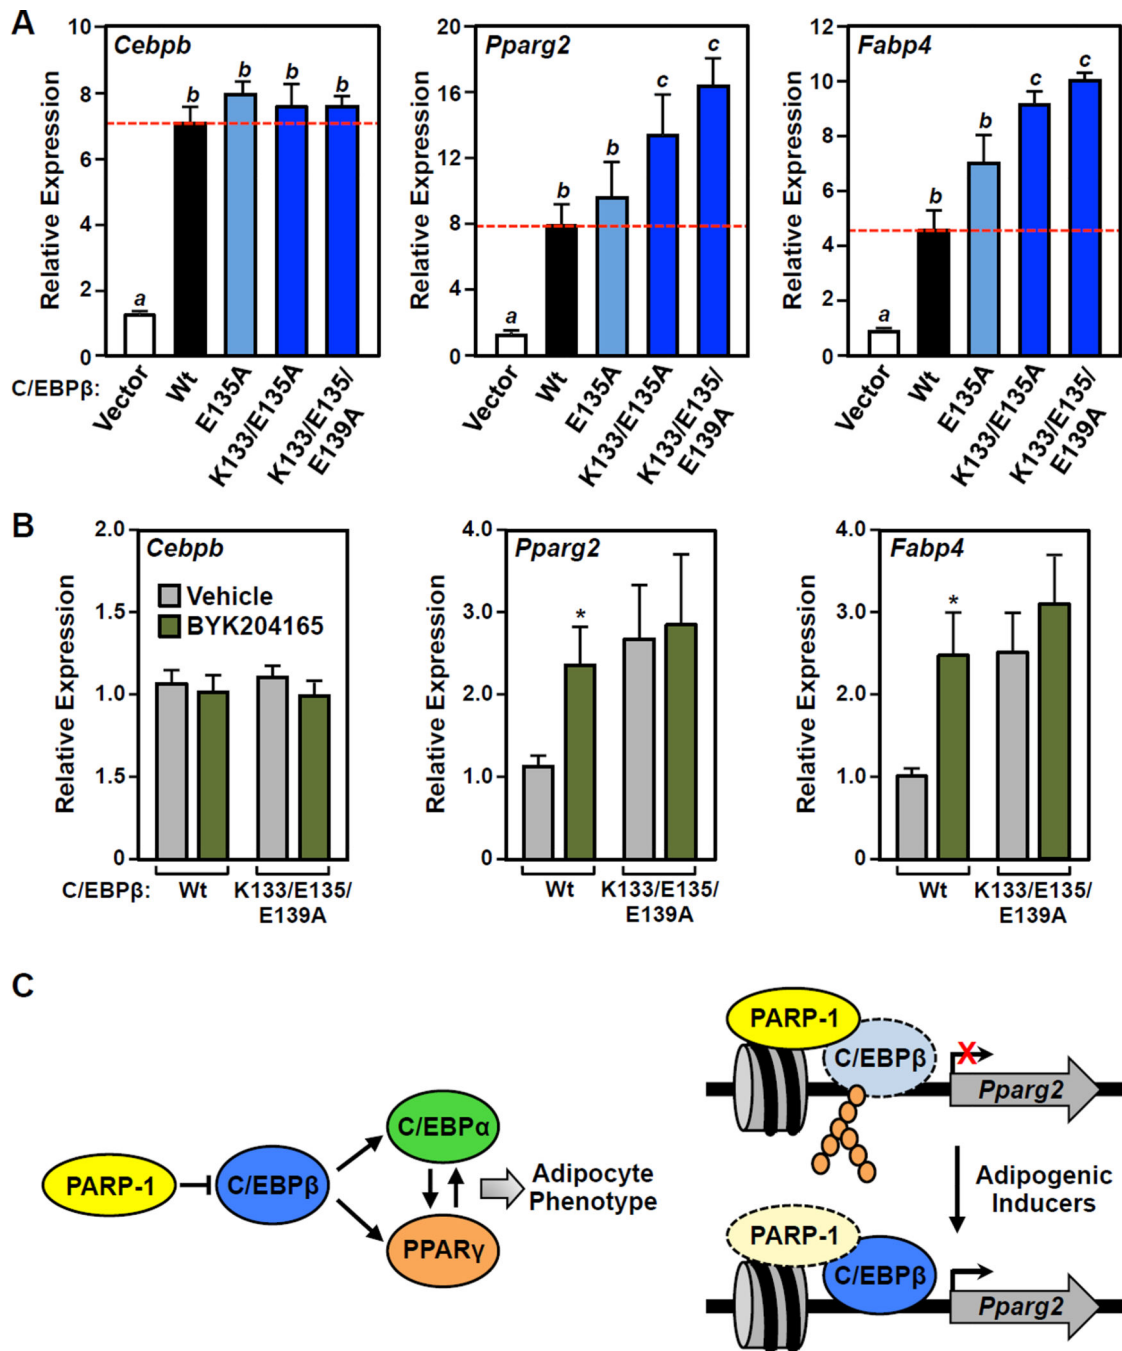 A
Cebpb
Relative Expression
10
8
6
4
2
0
a
b
b
b
b
C/EBPβ:
Vector
Wt
E135A
K133/E135A
K133/E135/
E139A
Pparg2
Relative Expression
20
16
12
8
4
0
a
b
b
c
c
Vector
Wt
E135A
K133/E135A
K133/E135/
E139A
Fabp4
Relative Expression
12
10
8
6
4
2
0
a
b
b
c
c
Vector
Wt
E135A
K133/E135A
K133/E135/
E139A
B
Cebpb
Vehicle
BYK204165
Relative Expression
2.0
1.5
1.0
1.5
0
C/EBPβ:
Wt
K133/E135/
E139A
Pparg2
Relative Expression
4.0
3.0
2.0
1.0
0
*
Wt
K133/E135/
E139A
Fabp4
Relative Expression
4.0
3.0
2.0
1.0
0
*
Wt
K133/E135/
E139A
C
PARP-1
C/EBPβ
C/EBPα
PPARγ
Adipocyte
Phenotype
PARP-1
C/EBPβ
X
Pparg2
Adipogenic
Inducers
PARP-1
C/EBPβ
Pparg2